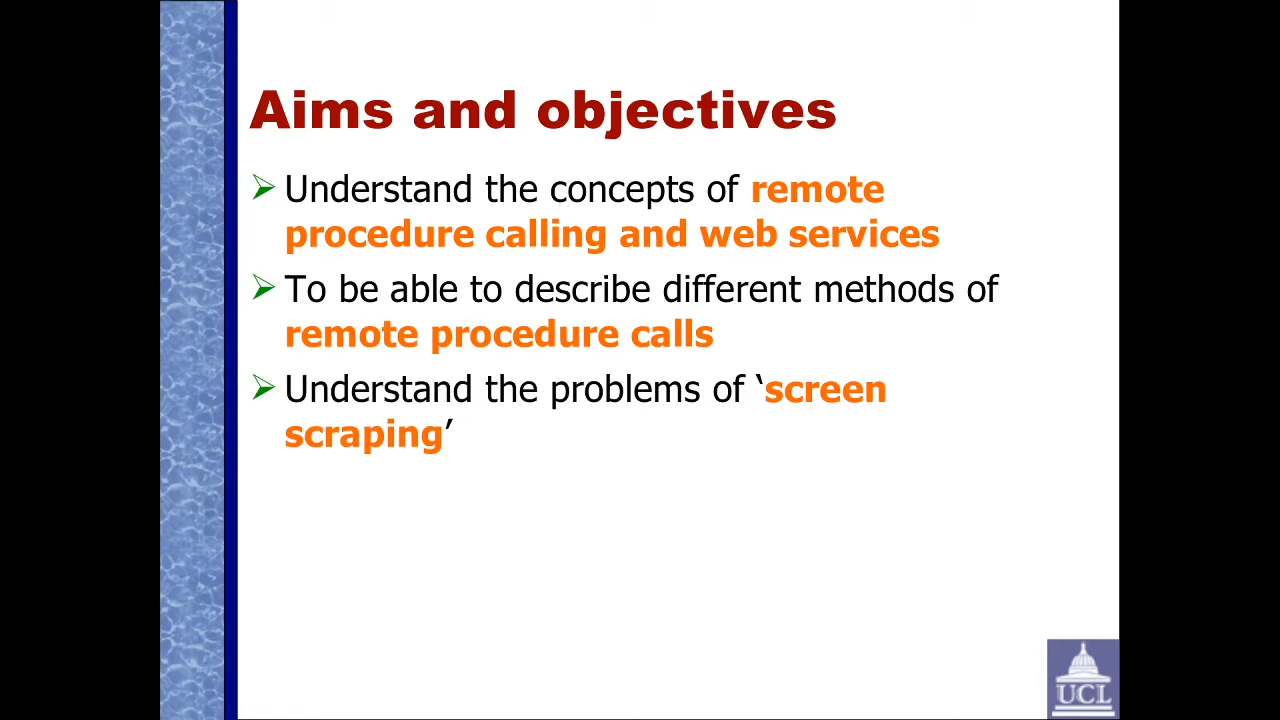 Aims and objectives
Understand the concepts of remote
procedure calling and web services
To be able to describe different methods of
remote procedure calls
Understand the problems of ‘screen
scraping’
UCL